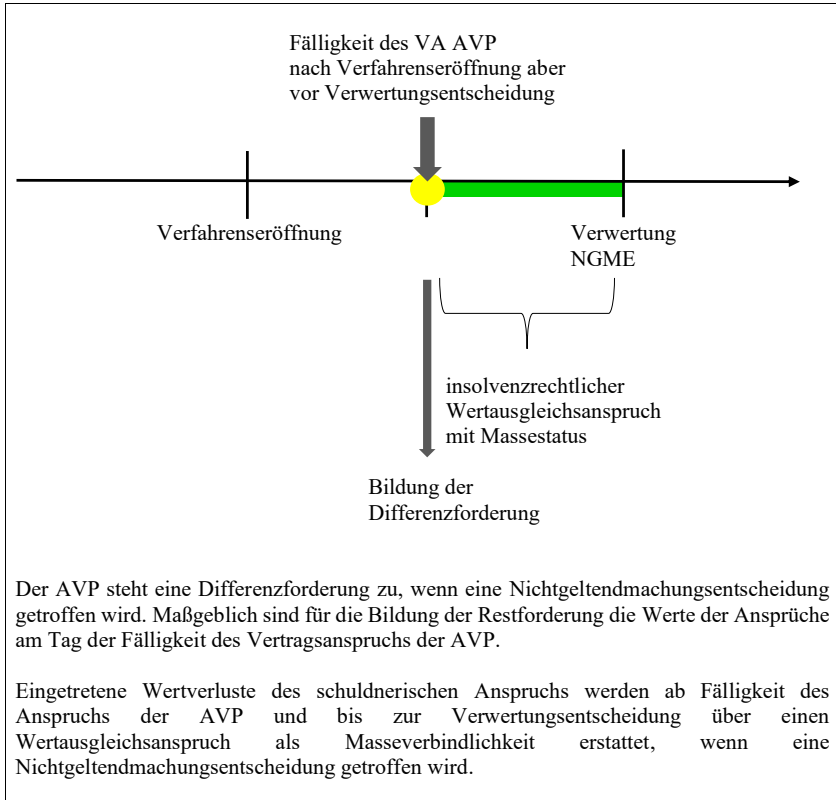 Fälligkeit des VA AVP
nach Verfahrenseröffnung aber
vor Verwertungsentscheidung
Verfahrenseröffnung
Verwertung
NGME
insolvenzrechtlicher
Wertausgleichsanspruch
mit Massestatus
Bildung der
Differenzforderung
Der AVP steht eine Differenzforderung zu, wenn eine Nichtgeltendmachungsentscheidung
getroffen wird. Maßgeblich sind für die Bildung der Restforderung die Werte der Ansprüche
am Tag der Fälligkeit des Vertragsanspruchs der AVP.
Eingetretene Wertverluste des schuldnerischen Anspruchs werden ab Fälligkeit des
Anspruchs der AVP und bis zur Verwertungsentscheidung über einen
Wertausgleichsanspruch als Masseverbindlichkeit erstattet, wenn eine
Nichtgeltendmachungsentscheidung getroffen wird.